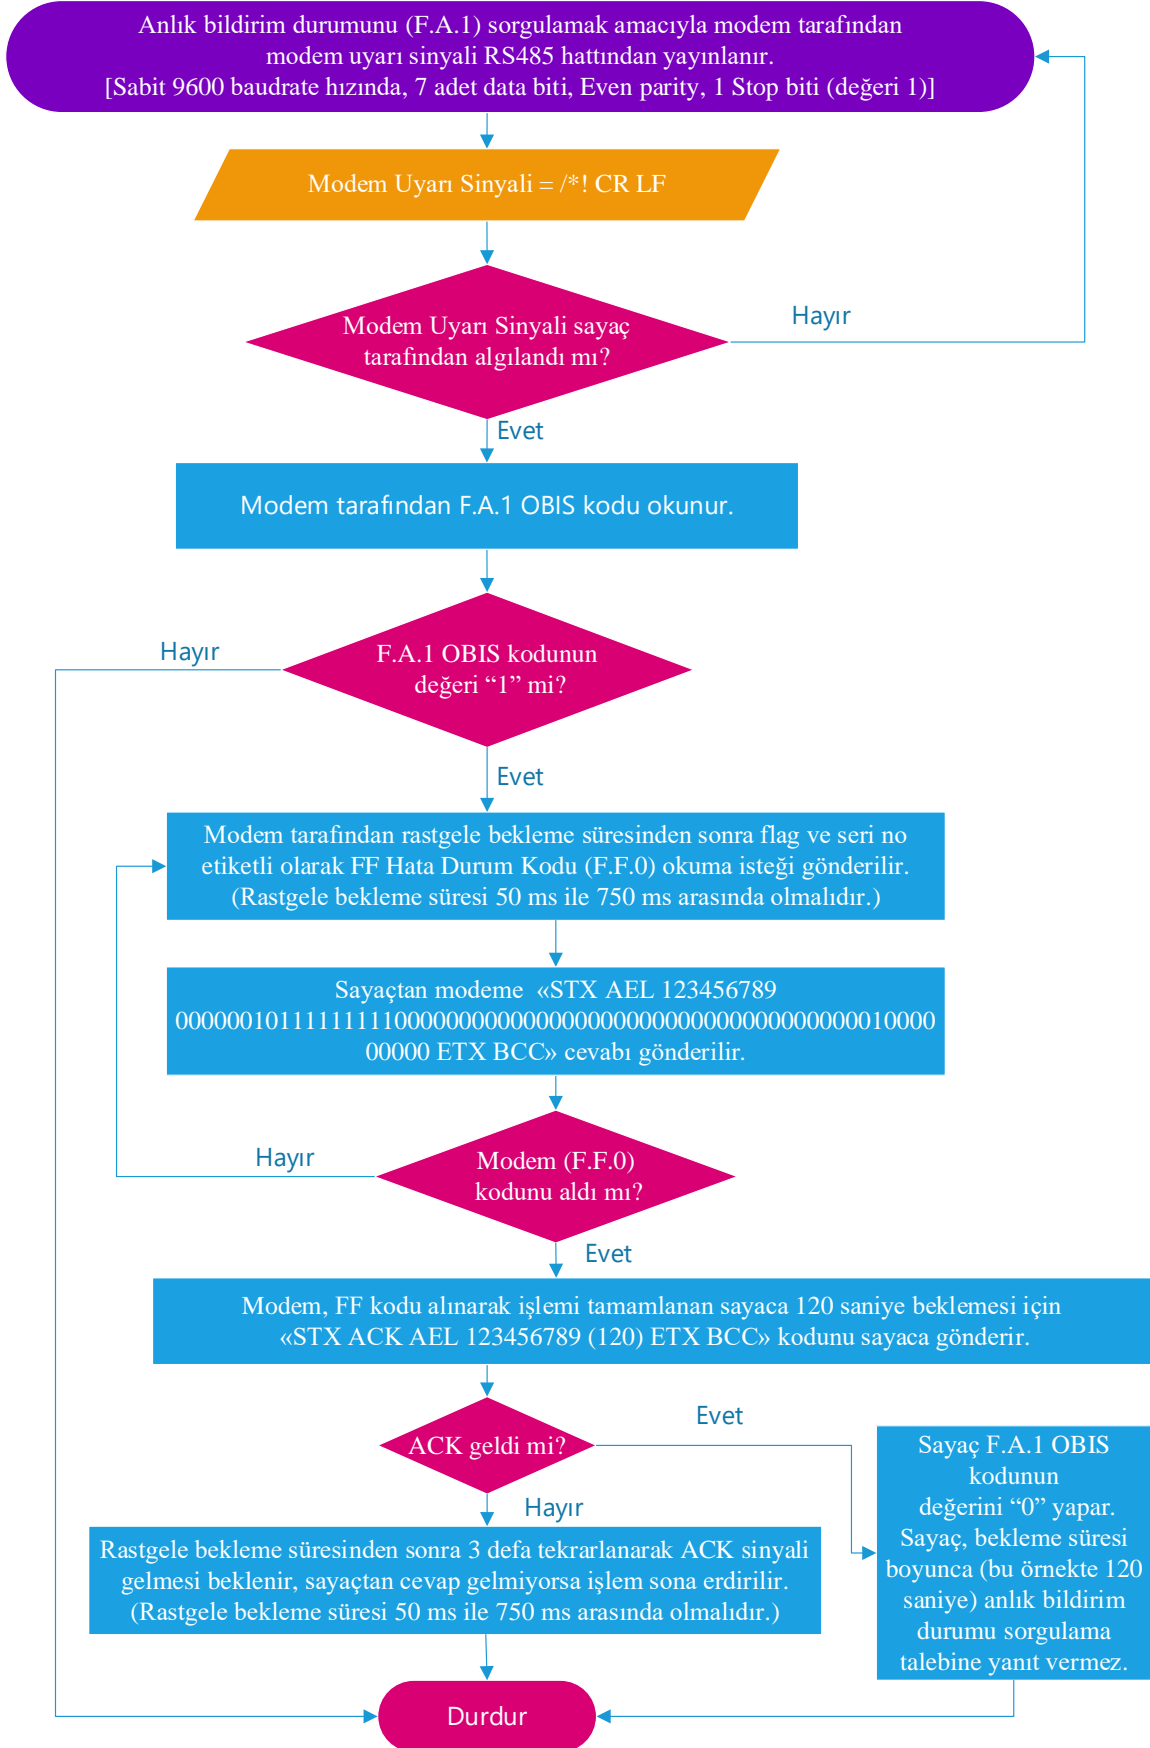 Anlık bildirim durumunu (F.A.1) sorgulamak amacıyla modem tarafından
modem uyarı sinyali RS485 hattından yayınlanır.
[Sabit 9600 baudrate hızında, 7 adet data biti, Even parity, 1 Stop biti (değeri 1)]
Modem Uyarı Sinyali = /*! CR LF
Modem Uyarı Sinyali sayaç
tarafından algılandı mı?
Hayır
Evet
Modem tarafından F.A.1 OBIS kodu okunur.
Hayır
F.A.1 OBIS kodunun
değeri “1” mi?
Evet
Modem tarafından rastgele bekleme süresinden sonra flag ve seri no
etiketli olarak FF Hata Durum Kodu (F.F.0) okuma isteği gönderilir.
(Rastgele bekleme süresi 50 ms ile 750 ms arasında olmalıdır.)
Sayaçtan modeme «STX AEL 123456789
00000010111111111000000000000000000000000000000000000010000
00000 ETX BCC» cevabı gönderilir.
Hayır
Modem (F.F.0)
kodunu aldı mı?
Evet
Modem, FF kodu alınarak işlemi tamamlanan sayaca 120 saniye beklemesi için
«STX ACK AEL 123456789 (120) ETX BCC» kodunu sayaca gönderir.
ACK geldi mi?
Evet
Hayır
Sayaç F.A.1 OBIS
kodunun
değerini “0” yapar.
Sayaç, bekleme süresi
boyunca (bu örnekte 120
saniye) anlık bildirim
durumu sorgulama
talebine yanıt vermez.
Rastgele bekleme süresinden sonra 3 defa tekrarlanarak ACK sinyali
gelmesi beklenir, sayaçtan cevap gelmiyorsa işlem sona erdirilir.
(Rastgele bekleme süresi 50 ms ile 750 ms arasında olmalıdır.)
Durdur